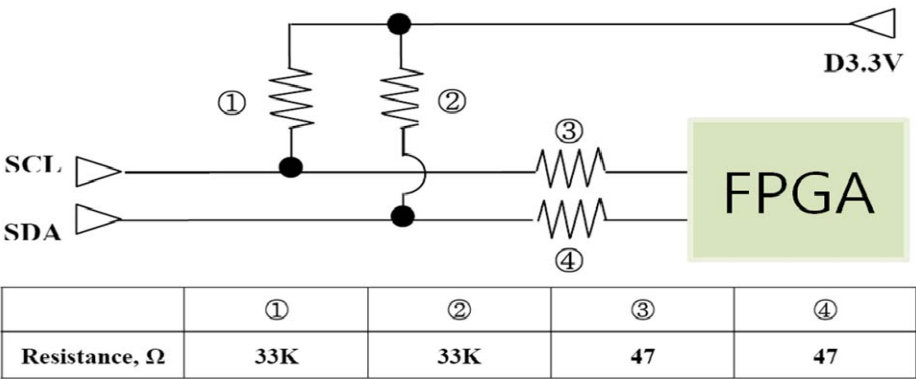 D3.3V
①
②
③
SCL
FPGA
SDA
④
① ② ③ ④
Resistance, Ω 33K 33K 47 47